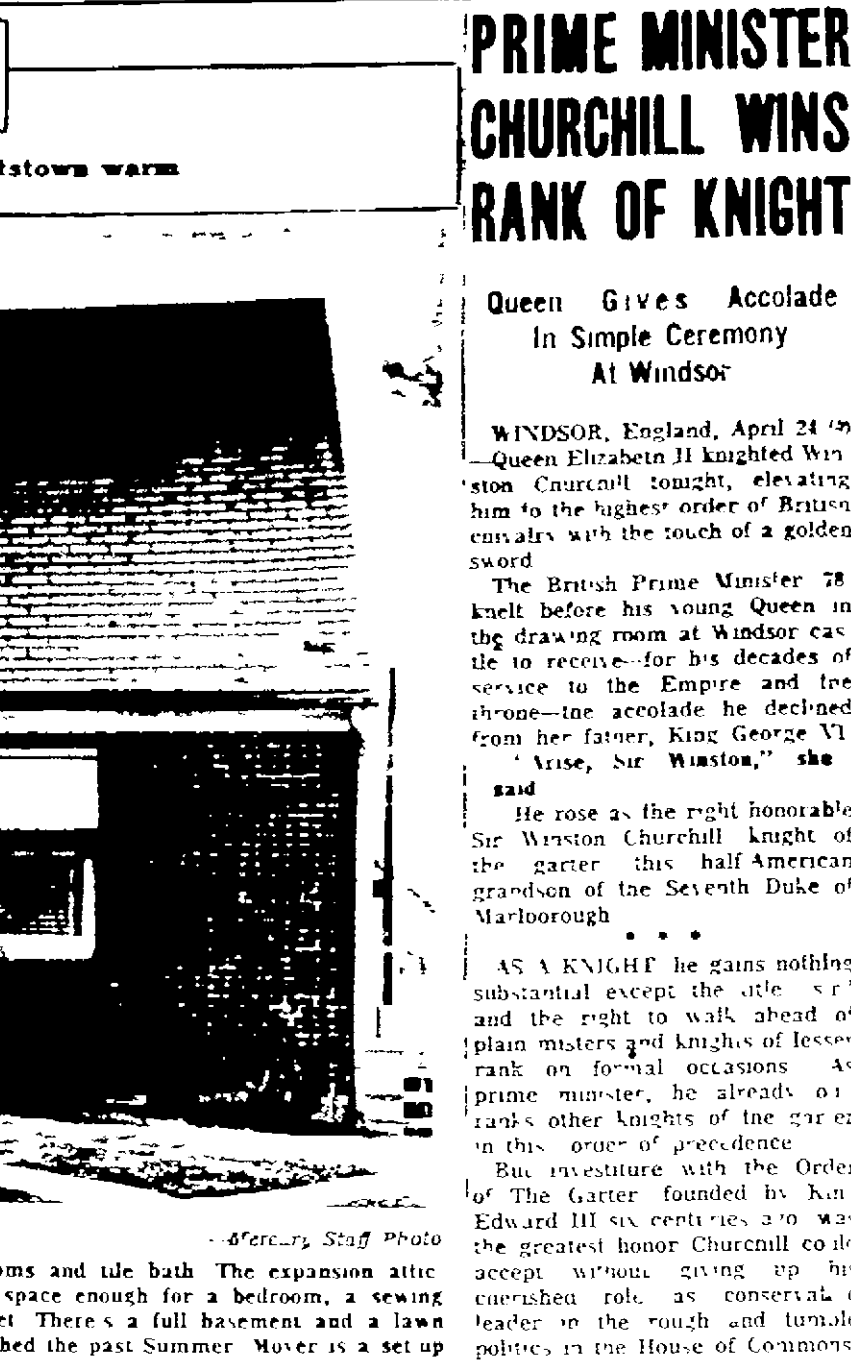 tstown warm
Mercury Staff Photo
oms and tile bath The expansion attic
space enough for a bedroom, a sewing
et There's a full basement and a lawn
hed the past Summer Mover is a set up
PRIME MINISTER
CHURCHILL WINS
RANK OF KNIGHT
Queen Gives Accolade
In Simple Ceremony
At Windsor
WINDSOR, England, April 24
—Queen Elizabeth II knighted Win
ston Churchill tonight, elevating
him to the highest order of British
chivalry with the touch of a golden
sword
The British Prime Minister 78
knelt before his young Queen in
the drawing room at Windsor cas
tle to receive—for his decades of
service to the Empire and the
throne—the accolade he declined
from her father, King George VI
"Arise, Sir Winston," she
said
He rose as the right honorable
Sir Winston Churchill knight of
the garter this half American
grandson of the Seventh Duke of
Marlborough
* * *
AS A KNIGHT he gains nothing
substantial except the title sir
and the right to walk ahead of
plain misters and knights of lesser
rank on formal occasions As
prime minister, he already
ranks other knights of the garter
in this order of precedence
But investiture with the Order
of The Garter founded by
Edward III six centuries ago was
the greatest honor Churchill could
accept without giving up his
cherished role as
leader in the rough and tumble
politics in the House of Commons